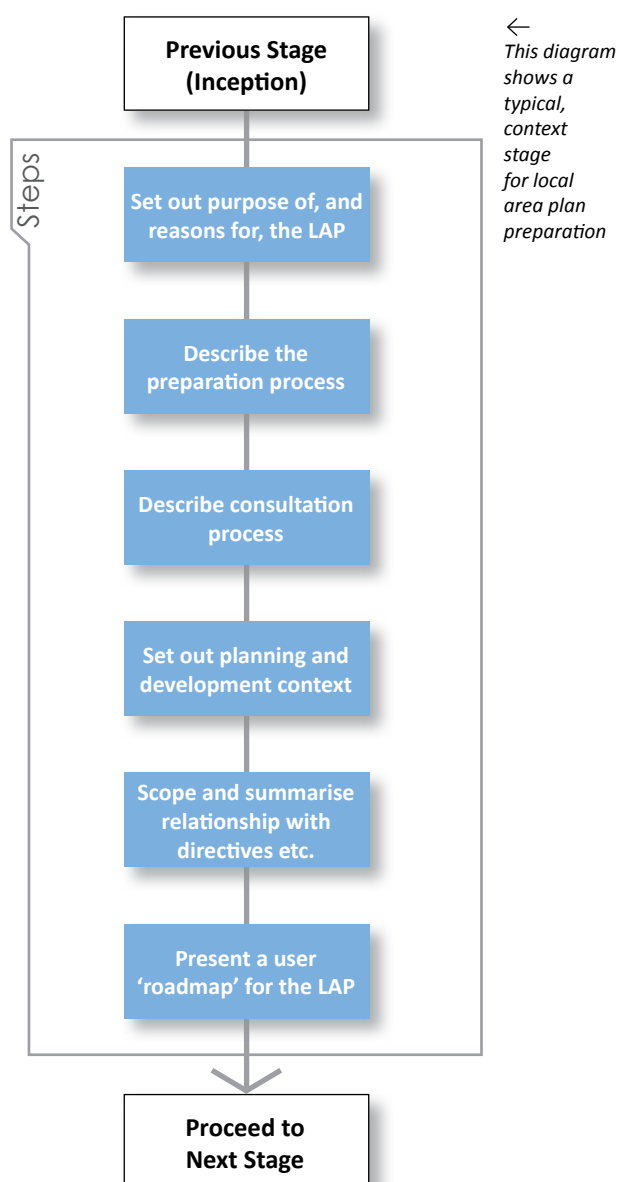 Previous Stage
(Inception)
←
This diagram
shows a
typical,
context
stage
for local
area plan
preparation
Steps
Set out purpose of, and
reasons for, the LAP
Describe the
preparation process
Describe consultation
process
Set out planning and
development context
Scope and summarise
relationship with
directives etc.
Present a user
‘roadmap’ for the LAP
Proceed to
Next Stage